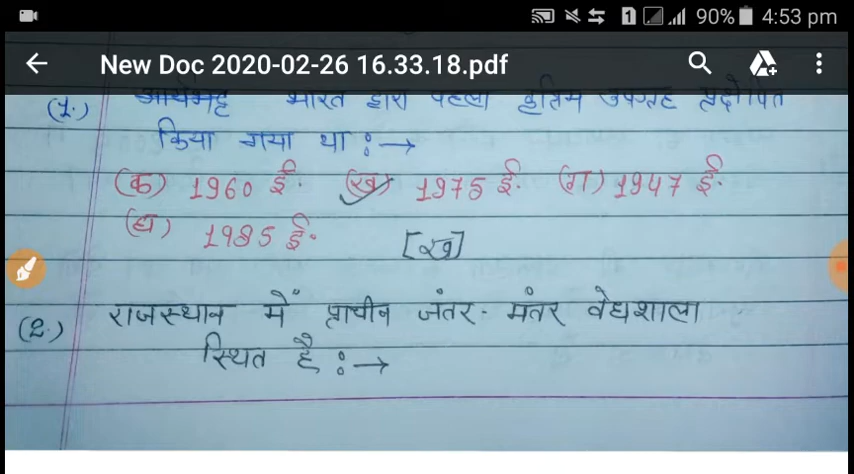 1 90% 4:53 pm
New Doc 2020-02-26 16.33.18.pdf
(1.) आर्यभट्ट भारत द्वारा पहला कृत्रिम उपग्रह प्रक्षेपित
किया गया था :→
(क) 1960 ई. (ख) 1975 ई. (ग) 1947 ई.
(घ) 1985 ई.
[ख]
(2.) राजस्थान में प्राचीन जंतर-मंतर वेधशाला
स्थित है :→